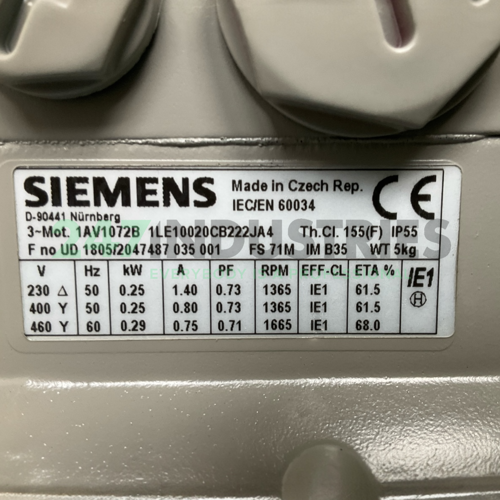 SIEMENS
Made in Czech Rep.
IEC/EN 60034
CE
D-90441 Nürnberg
3~Mot. 1AV1072B 1LE10020CB222JA4 Th.Cl. 155(F) IP55
F no UD 1805/2047487 035 001 FS 71M IM B35 WT 5kg
V Hz kW A PF RPM EFF-CL ETA %
230 Δ 50 0.25 1.40 0.73 1365 IE1 61.5
400 Y 50 0.25 0.80 0.73 1365 IE1 61.5
460 Y 60 0.29 0.75 0.71 1665 IE1 68.0
IE1
H
INDUSTRIES